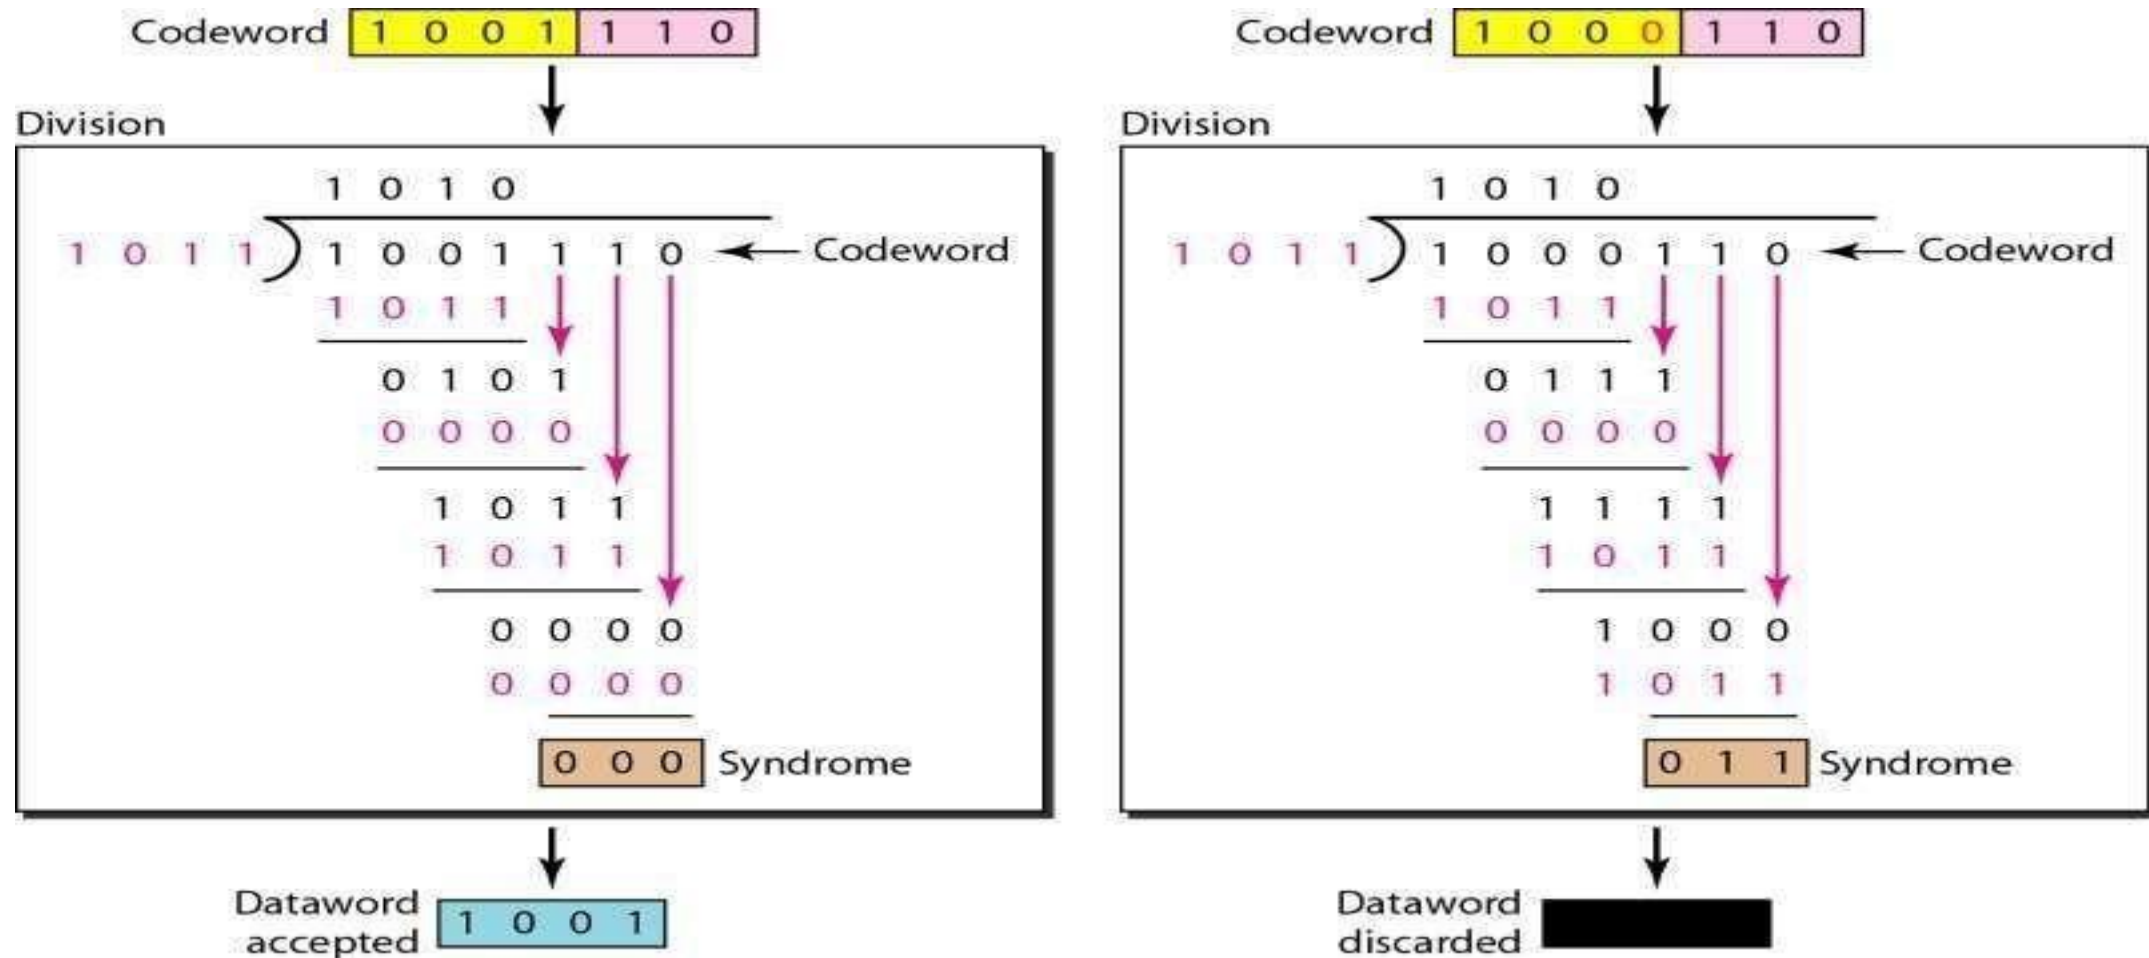 Codeword 1 0 0 1 1 1 0
Division
1 0 1 0
1 0 1 1 1 0 0 1 1 1 0 Codeword
1 0 1 1
0 1 0 1
0 0 0 0
1 0 1 1
1 0 1 1
0 0 0 0
0 0 0 0
0 0 0 Syndrome
Dataword
accepted
1 0 0 1
Codeword 1 0 0 0 1 1 0
Division
1 0 1 0
1 0 1 1 1 0 0 0 1 1 0 Codeword
1 0 1 1
0 1 1 1
0 0 0 0
1 1 1 1
1 0 1 1
1 0 0 0
1 0 1 1
0 1 1 Syndrome
Dataword
discarded